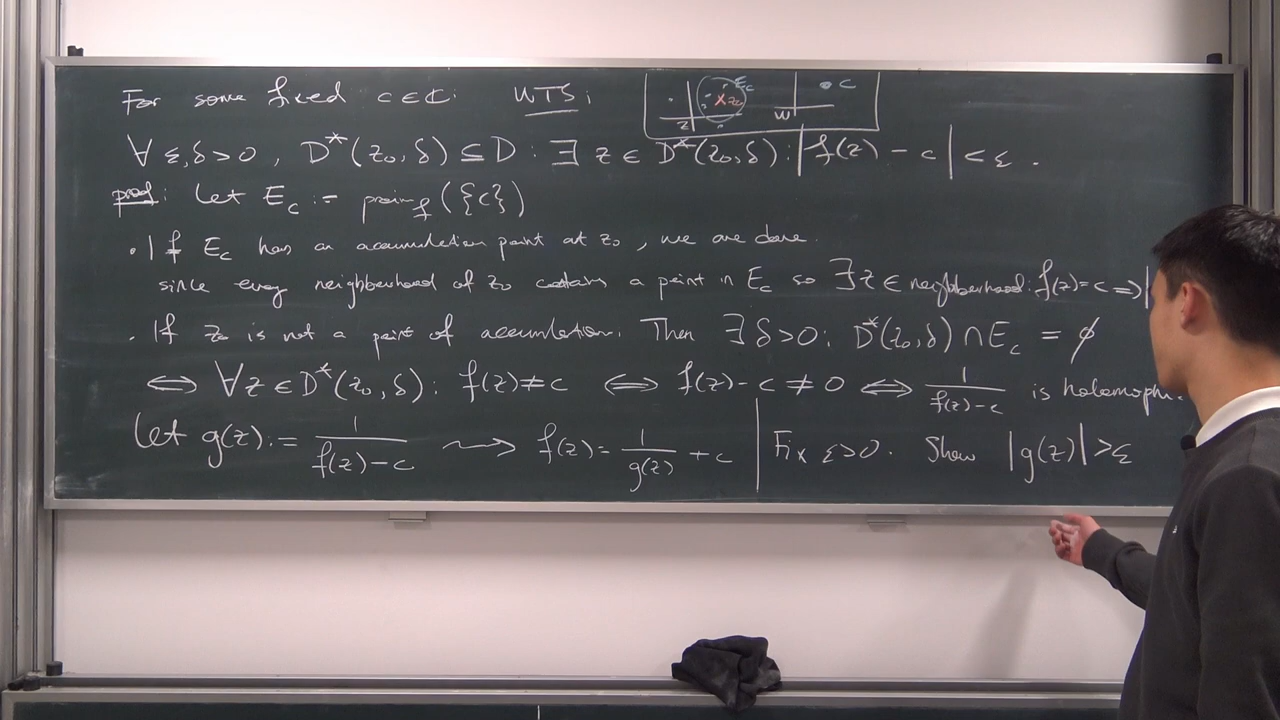 For some fixed c∈ℂ: WTS:
E_c
z₀
z
w
c
∀ ε,δ>0, D*(z₀,δ) ⊆ D : ∃ z ∈ D*(z₀,δ): |f(z) - c| < ε.
proof: Let E_c := preim_f({c})
• If E_c has an accumulation point at z₀, we are done.
since every neighborhood of z₀ contains a point in E_c so ∃ z ∈ neighborhood: f(z)=c ⇒ |
• If z₀ is not a point of accumulation. Then ∃ δ>0: D*(z₀,δ) ∩ E_c = ∅
⇔ ∀z ∈ D*(z₀,δ): f(z)≠c ⇔ f(z)-c ≠ 0 ⇔ 1/(f(z)-c) is holomorphic
Let g(z) := 1/(f(z)-c) ⇝ f(z) = 1/g(z) + c | Fix ε>0. Show |g(z)| > ε